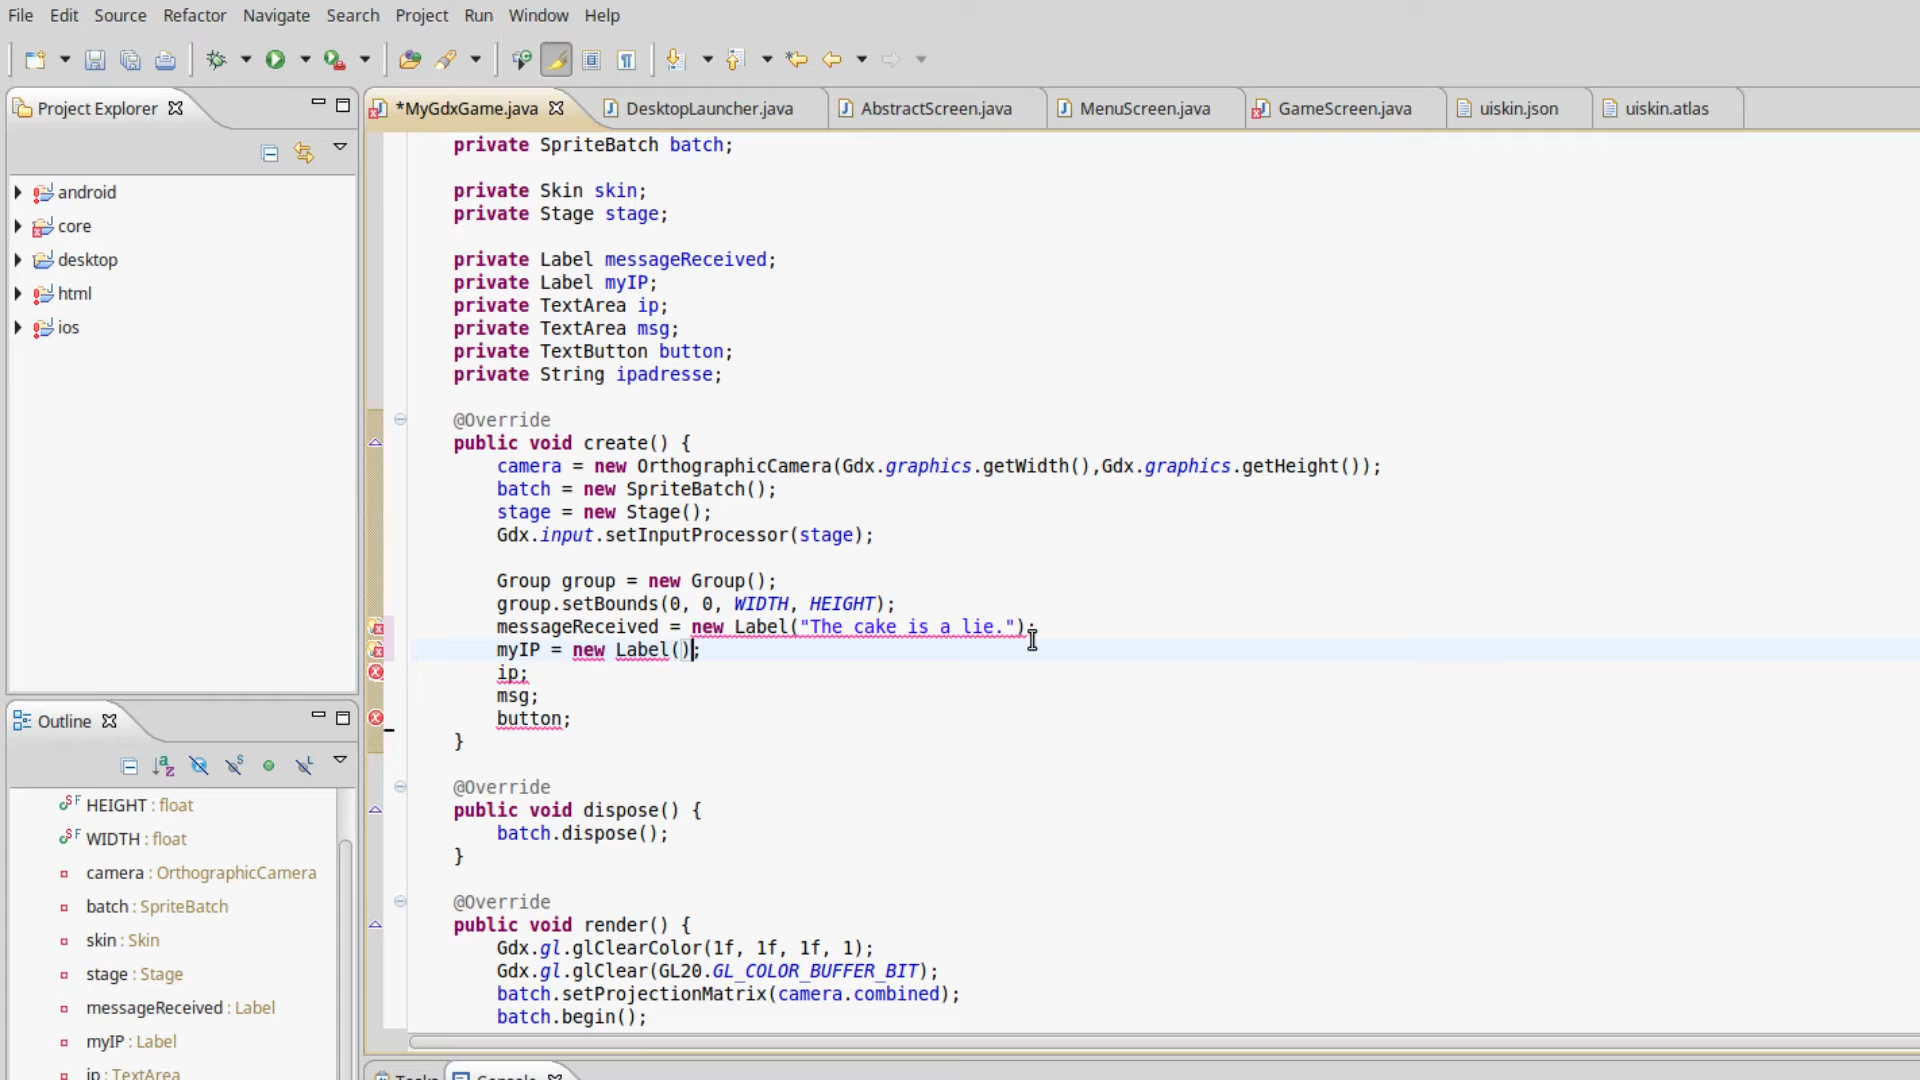 File Edit Source Refactor Navigate Search Project Run Window Help
Project Explorer
*MyGdxGame.java
DesktopLauncher.java
AbstractScreen.java
MenuScreen.java
GameScreen.java
uiskin.json
uiskin.atlas
android
core
desktop
html
ios
private SpriteBatch batch;
private Skin skin;
private Stage stage;
private Label messageReceived;
private Label myIP;
private TextArea ip;
private TextArea msg;
private TextButton button;
private String ipadresse;
@Override
public void create() {
camera = new OrthographicCamera(Gdx.graphics.getWidth(),Gdx.graphics.getHeight());
batch = new SpriteBatch();
stage = new Stage();
Gdx.input.setInputProcessor(stage);
Group group = new Group();
group.setBounds(0, 0, WIDTH, HEIGHT);
messageReceived = new Label("The cake is a lie.");
myIP = new Label();
ip;
msg;
button;
}
@Override
public void dispose() {
batch.dispose();
}
@Override
public void render() {
Gdx.gl.glClearColor(1f, 1f, 1f, 1);
Gdx.gl.glClear(GL20.GL_COLOR_BUFFER_BIT);
batch.setProjectionMatrix(camera.combined);
batch.begin();
Outline
HEIGHT : float
WIDTH : float
camera : OrthographicCamera
batch : SpriteBatch
skin : Skin
stage : Stage
messageReceived : Label
myIP : Label
ip : TextArea
Tasks
Console